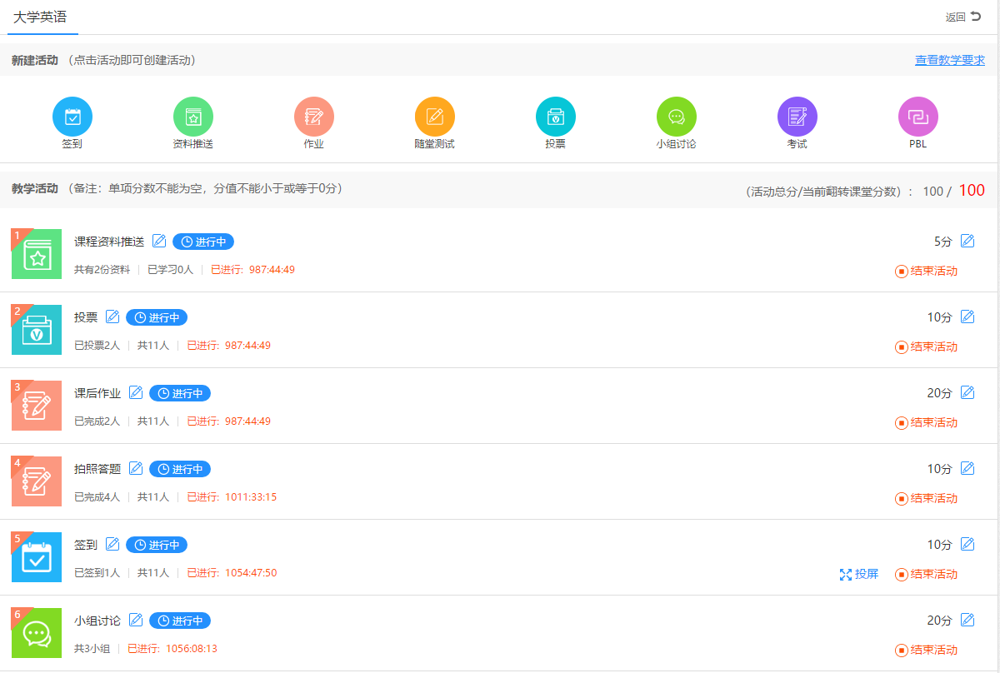 大学英语
返回
新建活动 （点击活动即可创建活动）
查看教学要求
签到 资料推送 作业 随堂测试 投票 小组讨论 考试 PBL
教学活动 （备注：单项分数不能为空，分值不能小于或等于0分）
（活动总分/当前翻转课堂分数）： 100 / 100
1 课程资料推送 进行中 5分
共有2份资料 已学习0人 已进行: 987:44:49 结束活动
2 投票 进行中 10分
已投票2人 共11人 已进行: 987:44:49 结束活动
3 课后作业 进行中 20分
已完成2人 共11人 已进行: 987:44:49 结束活动
4 拍照答题 进行中 10分
已完成4人 共11人 已进行: 1011:33:15 结束活动
5 签到 进行中 10分
已签到1人 共11人 已进行: 1054:47:50 投屏 结束活动
6 小组讨论 进行中 20分
共3小组 已进行: 1056:08:13 结束活动